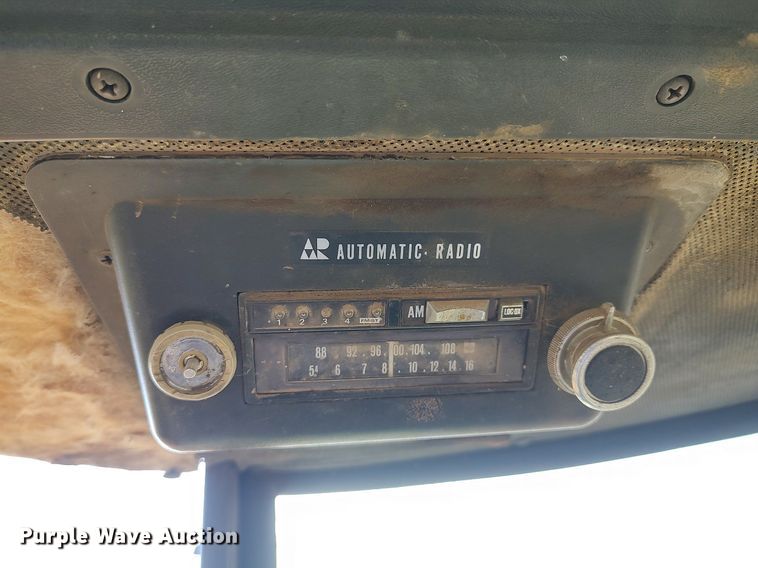 AR AUTOMATIC RADIO
AM LOC·DX
1 2 3 4
88 . 92 . 96 . 100 . 104 . 108
54 6 7 8 10 12 14 16
Purple Wave Auction